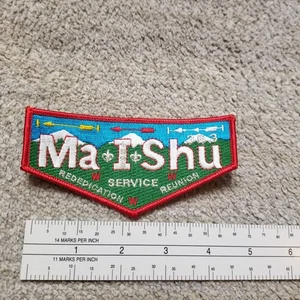 Ma·I·Shu
REDEDICATION SERVICE REUNION
14 MARKS PER INCH
1 2 3 4 5 6
11 MARKS PER INCH